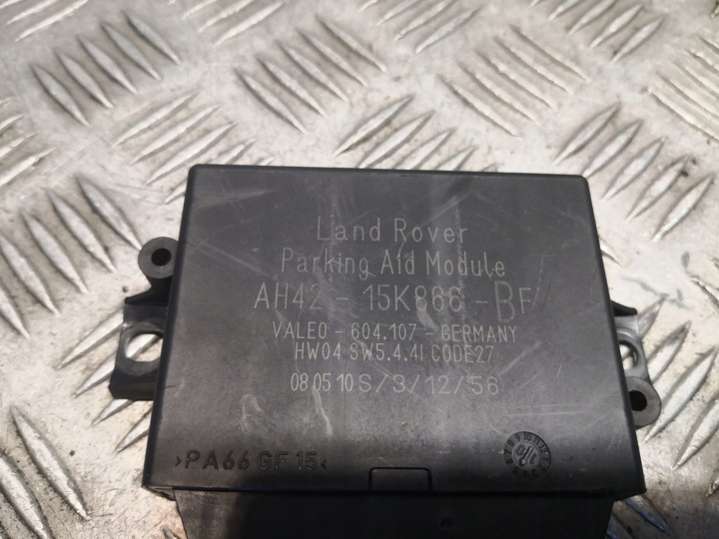 Land Rover
Parking Aid Module
AH42 - 15K866 - BF
VALEO - 604.107 - GERMANY
HW04 SW5.4.4L CODE27
08 05 10 S/3/12/56
>PA66 GF 15<